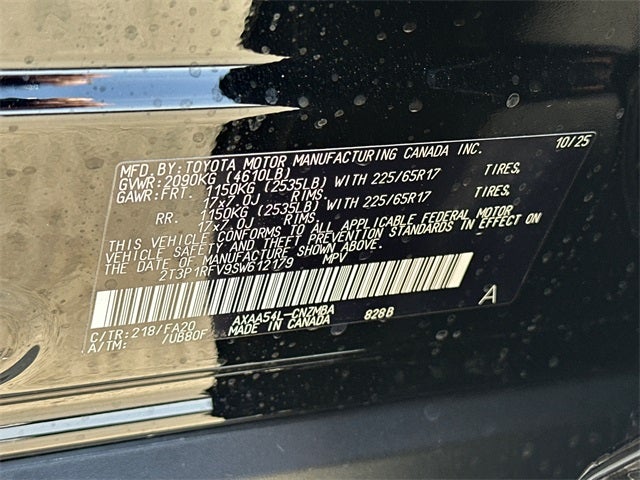 MFD.BY:TOYOTA MOTOR MANUFACTURING CANADA INC. 10/25
GVWR:2090KG (4610LB)
GAWR:FRT. 1150KG (2535LB) WITH 225/65R17 TIRES,
17x7.0J RIMS.
RR. 1150KG (2535LB) WITH 225/65R17 TIRES,
17x7.0J RIMS.
THIS VEHICLE CONFORMS TO ALL APPLICABLE FEDERAL MOTOR
VEHICLE SAFETY AND THEFT PREVENTION STANDARDS IN EFFECT ON
THE DATE OF MANUFACTURE SHOWN ABOVE.
2T3P1RFV9SW612179 MPV
C/TR:218/FA20 AXAA54L-CNZMBA 828B A
A/TM: /UB80F MADE IN CANADA